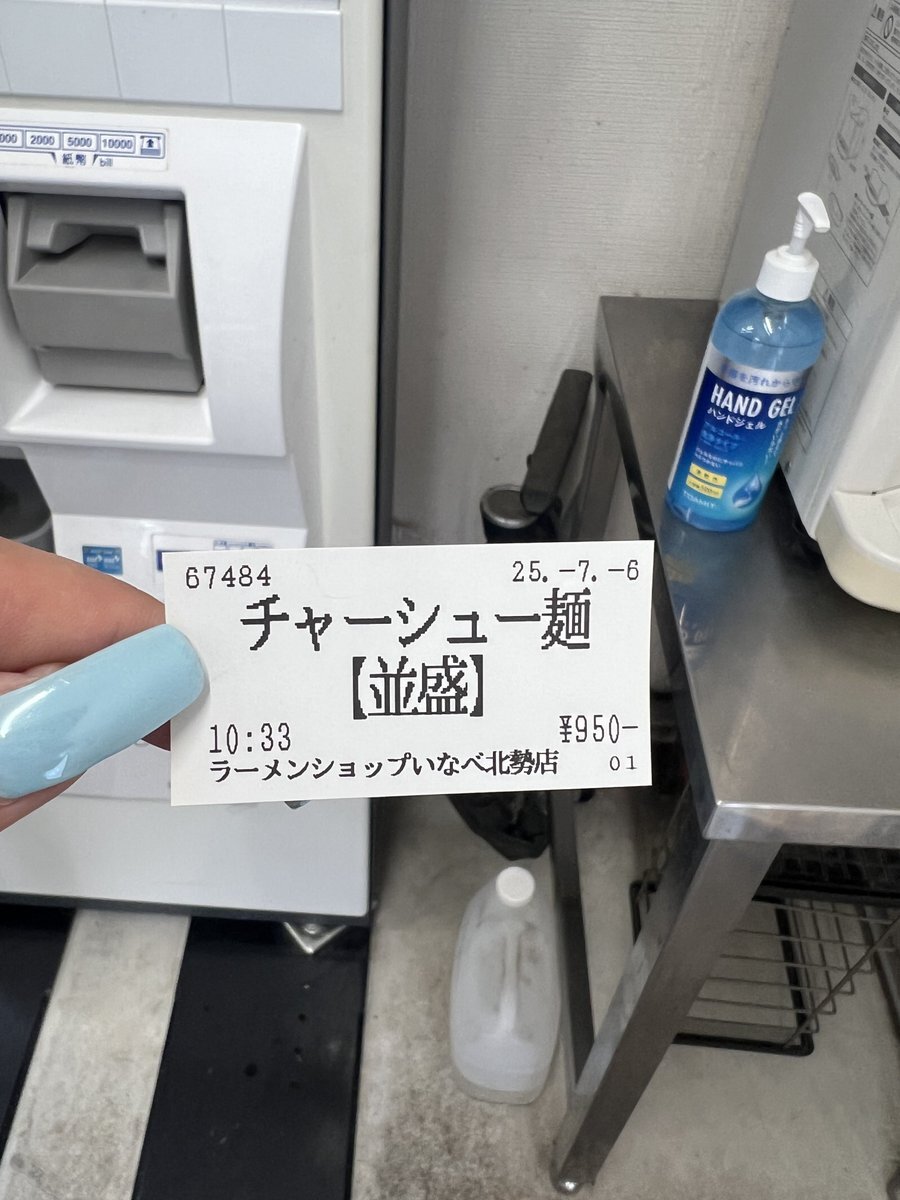 2000 5000 10000
紙幣 bill
HAND GEL
ハンドジェル
67484 25.-7.-6
チャーシュー麺
【並盛】
10:33 ¥950-
ラーメンショップいなべ北勢店 01